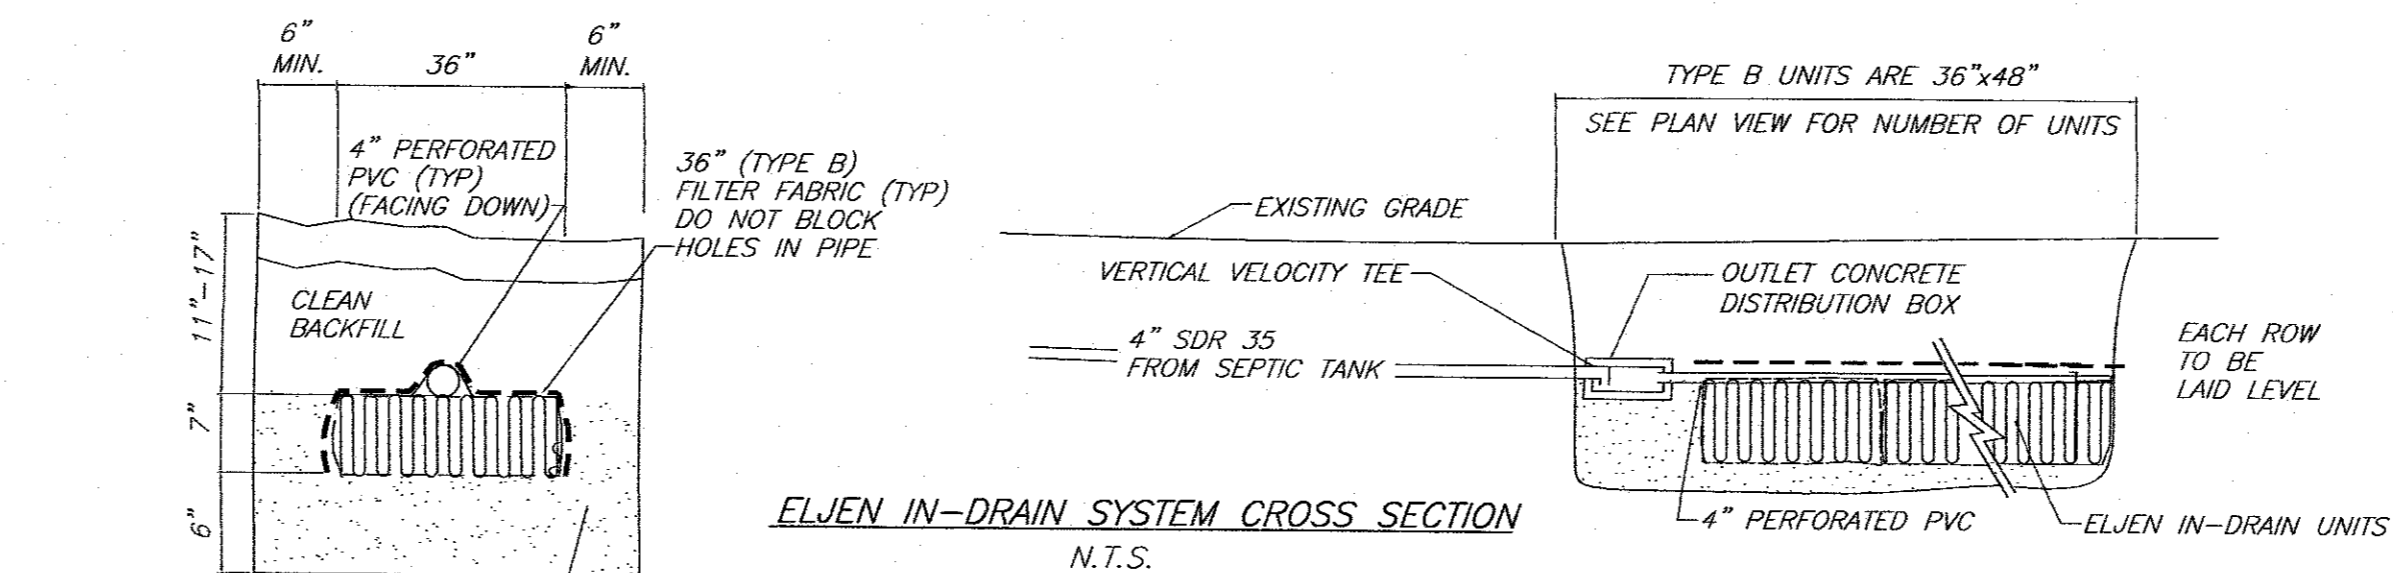 6"
MIN.
36"
6"
MIN.
4" PERFORATED
PVC (TYP)
(FACING DOWN)
36" (TYPE B)
FILTER FABRIC (TYP)
DO NOT BLOCK
HOLES IN PIPE
11"-17"
CLEAN
BACKFILL
7"
6"
TYPE B UNITS ARE 36"x48"
SEE PLAN VIEW FOR NUMBER OF UNITS
EXISTING GRADE
VERTICAL VELOCITY TEE
OUTLET CONCRETE
DISTRIBUTION BOX
4" SDR 35
FROM SEPTIC TANK
EACH ROW
TO BE
LAID LEVEL
4" PERFORATED PVC
ELJEN IN-DRAIN UNITS
ELJEN IN-DRAIN SYSTEM CROSS SECTION
N.T.S.